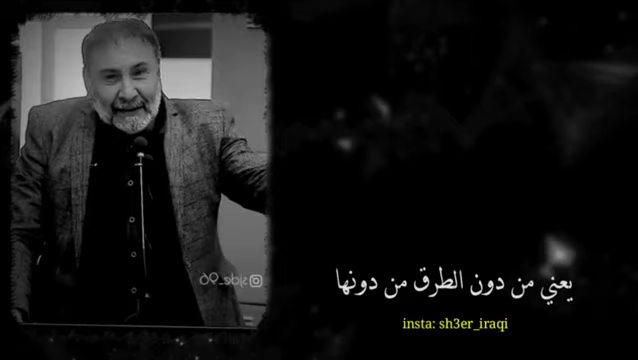 يعني من دون الطرق من دونها
insta: sh3er_iraqi